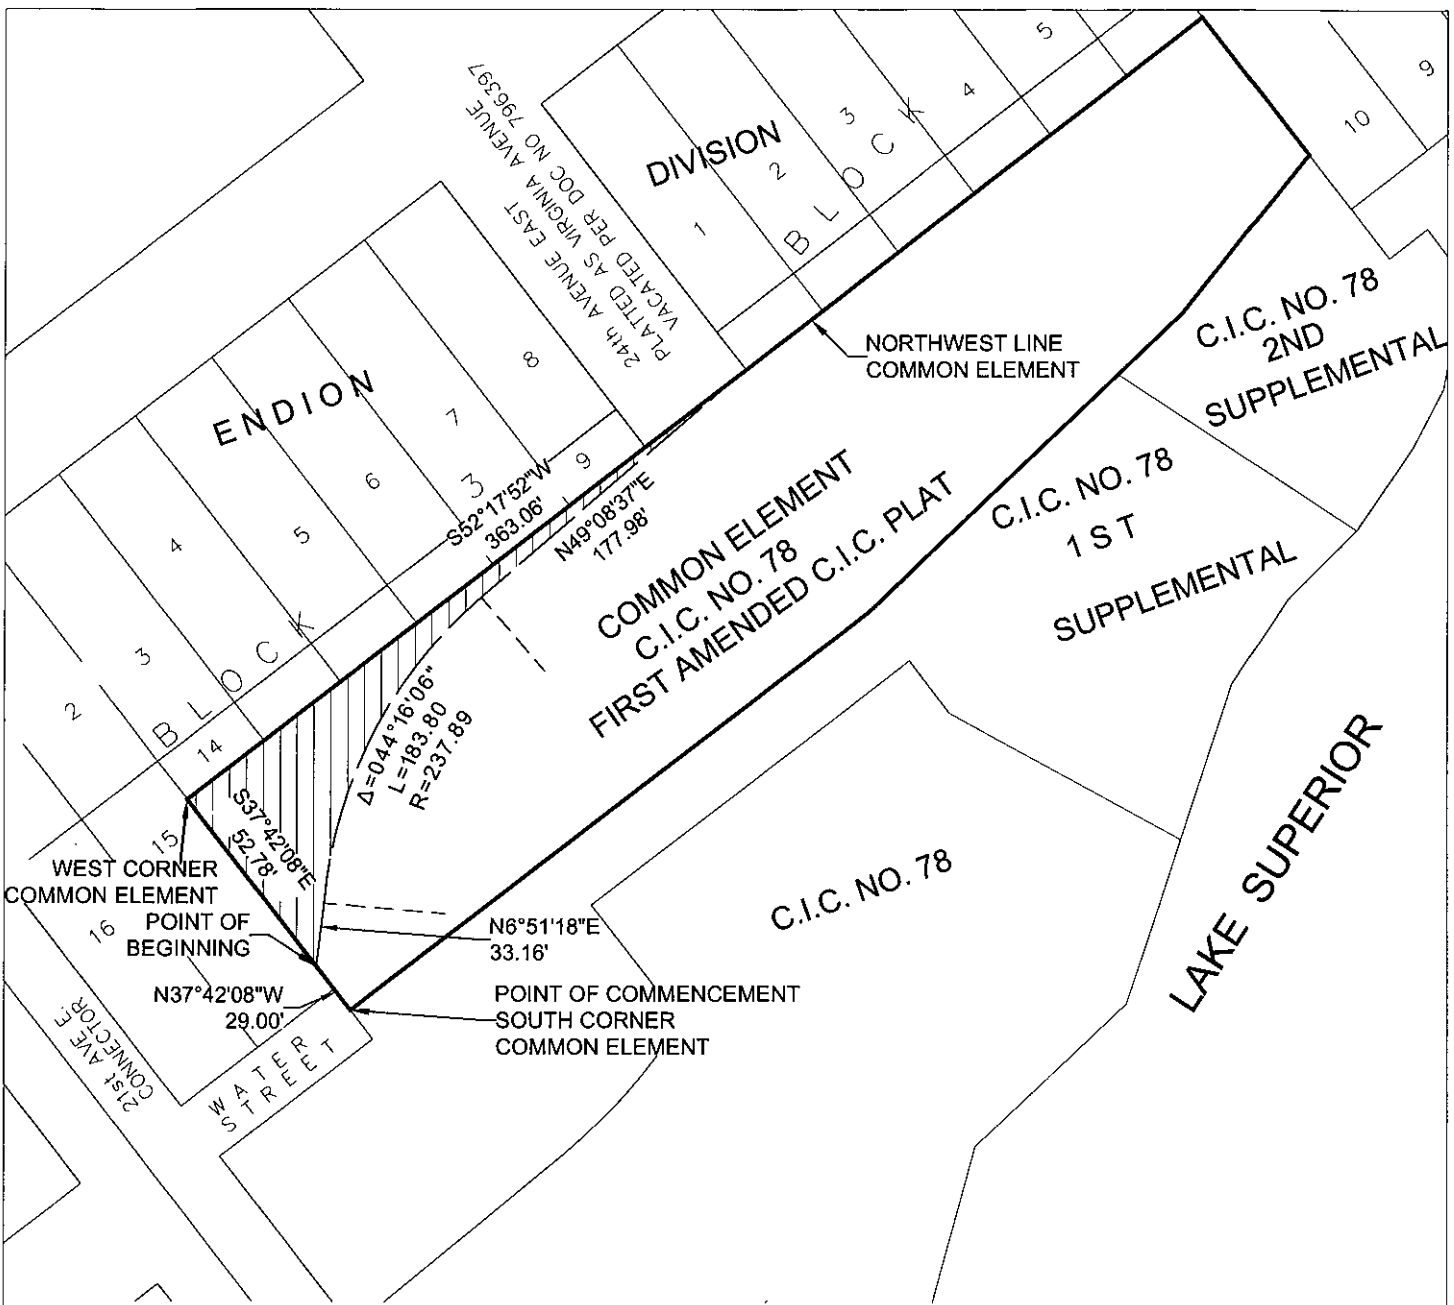 5
9
10
4
3
2
1
DIVISION
BLOCK
24th AVENUE EAST
PLATTED AS VIRGINIA AVENUE
VACATED PER DOC NO 796397
C.I.C. NO. 78
2ND
SUPPLEMENTAL
NORTHWEST LINE
COMMON ELEMENT
ENDION
8
7
6
5
4
3
2
3
9
S52°17'52"W
363.06'
N49°08'37"E
177.98'
COMMON ELEMENT
C.I.C. NO. 78
FIRST AMENDED C.I.C. PLAT
C.I.C. NO. 78
1 S T
SUPPLEMENTAL
BLOCK
14
15
16
Δ=044°16'06"
L=183.80
R=237.89
S37°42'08"E
52.78'
WEST CORNER
COMMON ELEMENT
POINT OF
BEGINNING
N6°51'18"E
33.16'
N37°42'08"W
29.00'
POINT OF COMMENCEMENT
SOUTH CORNER
COMMON ELEMENT
C.I.C. NO. 78
LAKE SUPERIOR
21st AVE E.
CONNECTOR
WATER
STREET